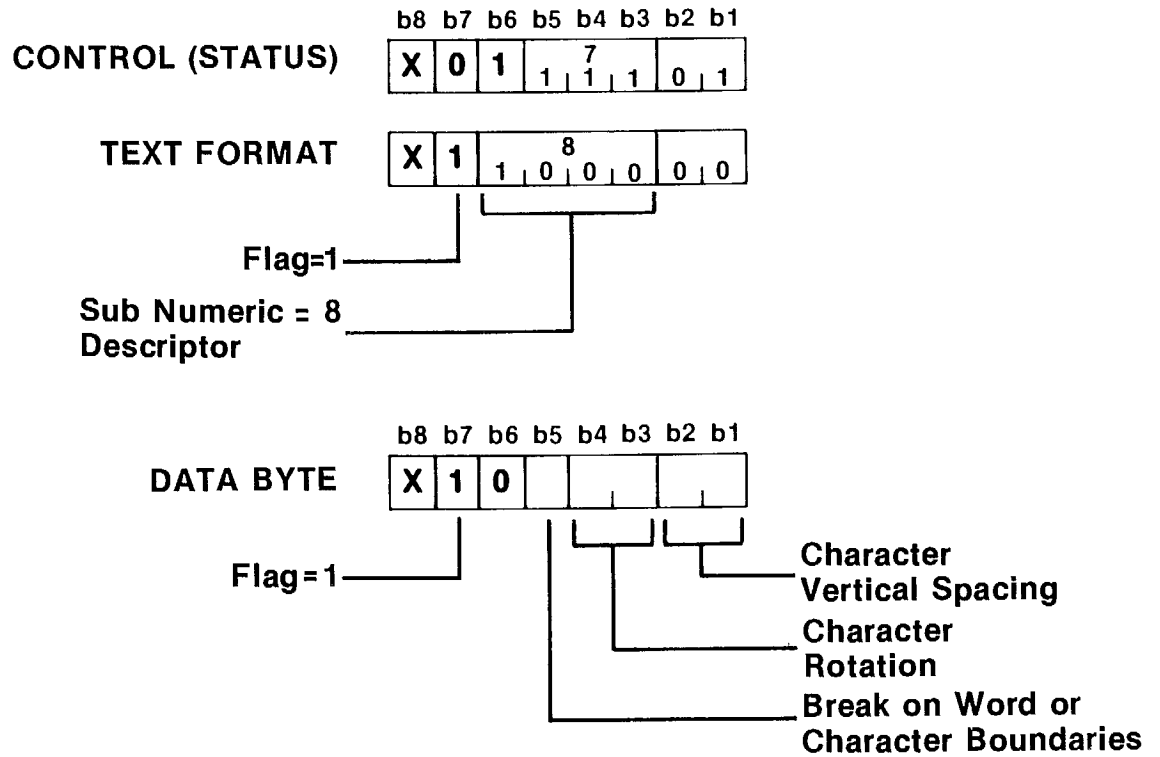 b8 b7 b6 b5 b4 b3 b2 b1
CONTROL (STATUS) X 0 1 7 1 1 1 0 1
TEXT FORMAT X 1 8 1 0 0 0 0 0
Flag=1
Sub Numeric = 8
Descriptor
b8 b7 b6 b5 b4 b3 b2 b1
DATA BYTE X 1 0
Flag=1
Character
Vertical Spacing
Character
Rotation
Break on Word or
Character Boundaries